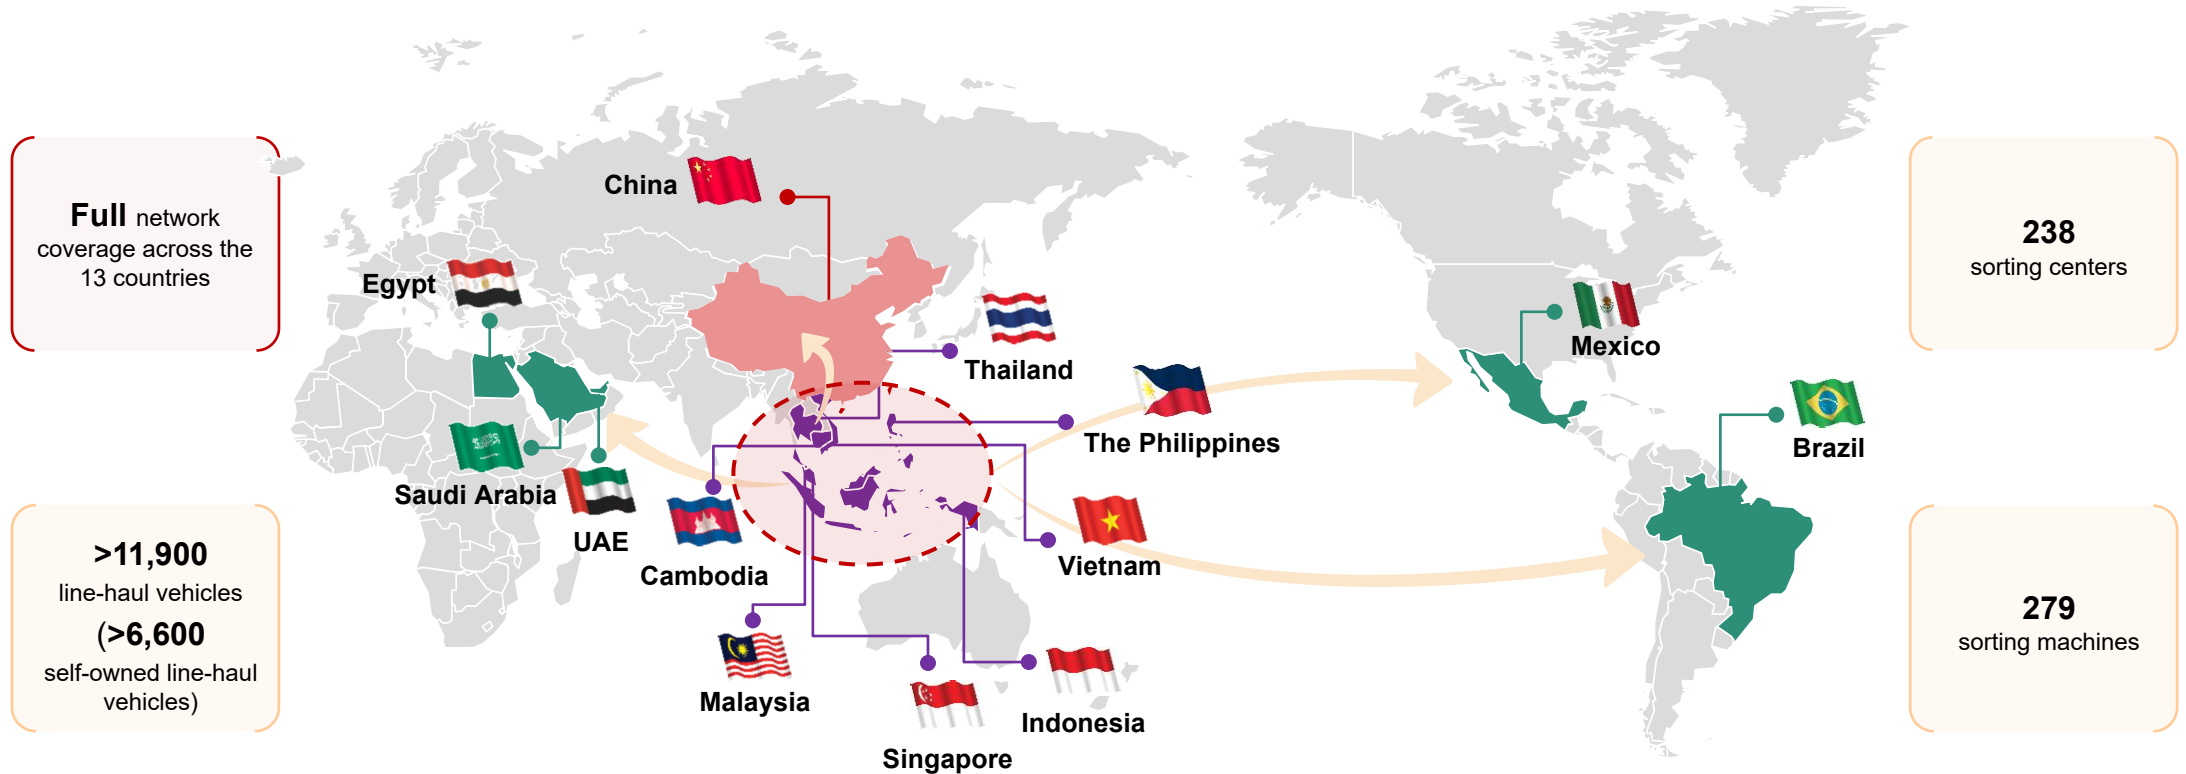 Full network
coverage across the
13 countries
>11,900
line-haul vehicles
(>6,600
self-owned line-haul
vehicles)
China
Egypt
Saudi Arabia
UAE
Thailand
The Philippines
Cambodia
Vietnam
Malaysia
Singapore
Indonesia
Mexico
Brazil
238
sorting centers
279
sorting machines